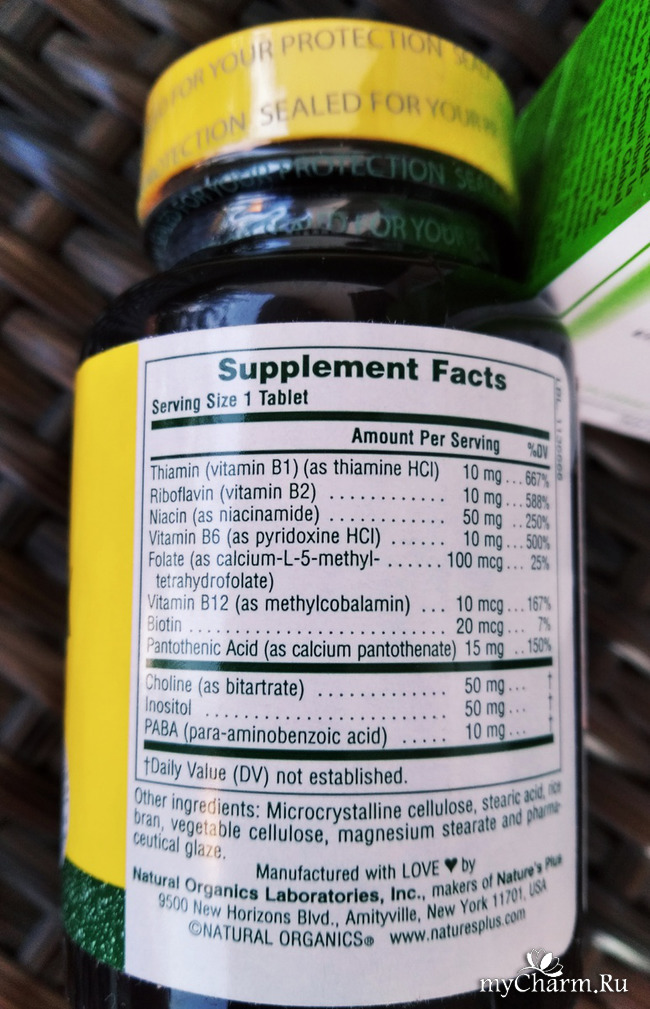 FOR YOUR PROTECTION
SEALED FOR YOUR
PROTECTION
FOR YOUR PROTECTION
FOR YOUR
Supplement Facts
Serving Size 1 Tablet
Amount Per Serving %DV
Thiamin (vitamin B1) (as thiamine HCl) 10 mg ... 667%
Riboflavin (vitamin B2) ............ 10 mg ... 588%
Niacin (as niacinamide) ............ 50 mg .. 250%
Vitamin B6 (as pyridoxine HCl) ...... 10 mg ... 500%
Folate (as calcium-L-5-methyl- ...... 100 mcg ... 25%
tetrahydrofolate)
Vitamin B12 (as methylcobalamin) ... 10 mcg ... 167%
Biotin ............................ 20 mcg ... 7%
Pantothenic Acid (as calcium pantothenate) 15 mg .. 150%
Choline (as bitartrate) ............. 50 mg ... †
Inositol ........................... 50 mg ... †
PABA (para-aminobenzoic acid) ..... 10 mg ... †
†Daily Value (DV) not established.
Other ingredients: Microcrystalline cellulose, stearic acid, rice
bran, vegetable cellulose, magnesium stearate and pharma-
ceutical glaze.
Manufactured with LOVE ♥ by
Natural Organics Laboratories, Inc., makers of Nature's Plus
9500 New Horizons Blvd., Amityville, New York 11701, USA
©NATURAL ORGANICS® www.naturesplus.com
myCharm.Ru